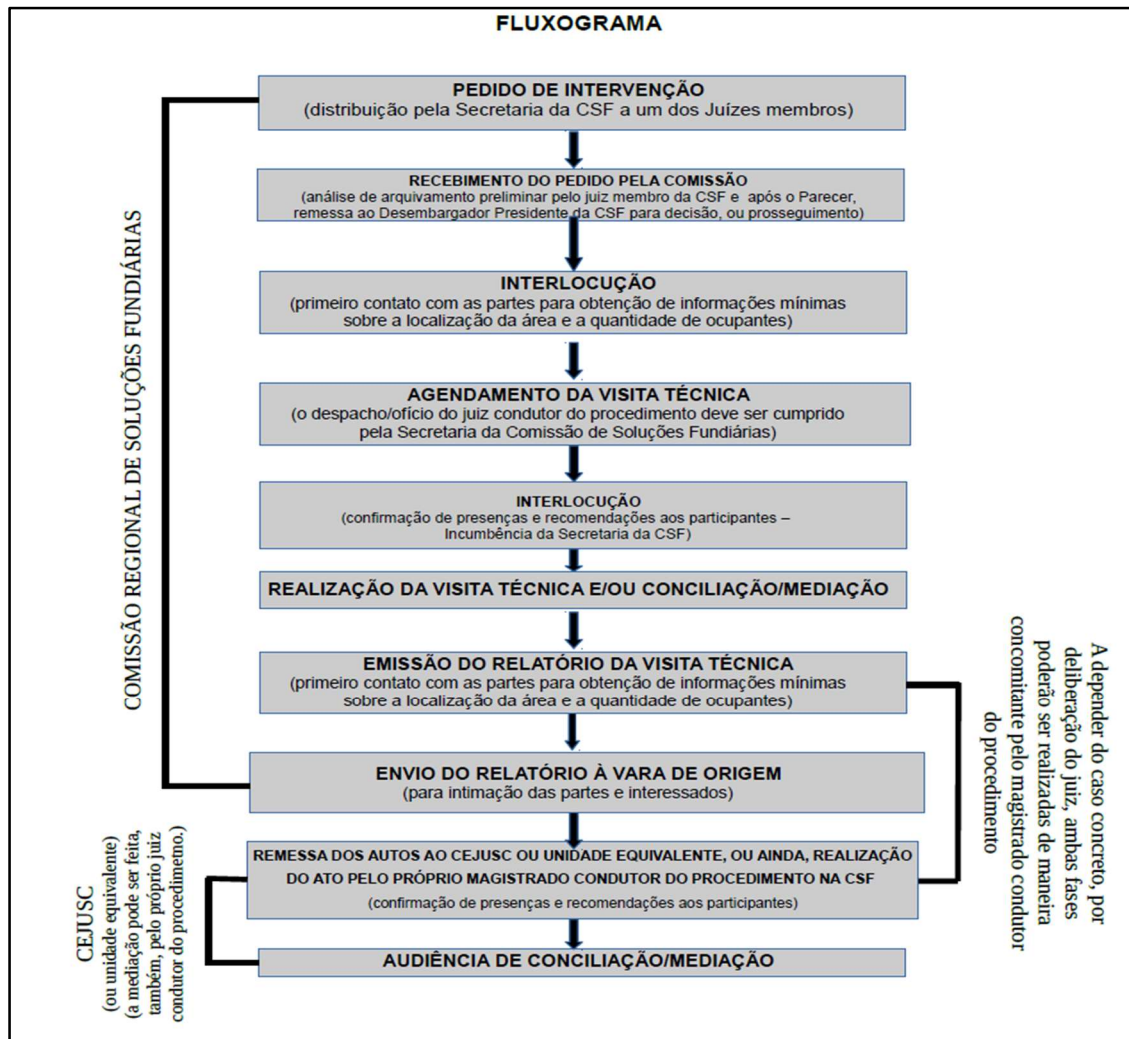 FLUXOGRAMA
PEDIDO DE INTERVENÇÃO
(distribuição pela Secretaria da CSF a um dos Juízes membros)
RECEBIMENTO DO PEDIDO PELA COMISSÃO
(análise de arquivamento preliminar pelo juiz membro da CSF e após o Parecer,
remessa ao Desembargador Presidente da CSF para decisão, ou prosseguimento)
INTERLOCUÇÃO
(primeiro contato com as partes para obtenção de informações mínimas
sobre a localização da área e a quantidade de ocupantes)
AGENDAMENTO DA VISITA TÉCNICA
(o despacho/ofício do juiz condutor do procedimento deve ser cumprido
pela Secretaria da Comissão de Soluções Fundiárias)
INTERLOCUÇÃO
(confirmação de presenças e recomendações aos participantes –
Incumbência da Secretaria da CSF)
REALIZAÇÃO DA VISITA TÉCNICA E/OU CONCILIAÇÃO/MEDIAÇÃO
EMISSÃO DO RELATÓRIO DA VISITA TÉCNICA
(primeiro contato com as partes para obtenção de informações mínimas
sobre a localização da área e a quantidade de ocupantes)
ENVIO DO RELATÓRIO À VARA DE ORIGEM
(para intimação das partes e interessados)
REMESSA DOS AUTOS AO CEJUSC OU UNIDADE EQUIVALENTE, OU AINDA, REALIZAÇÃO
DO ATO PELO PRÓPRIO MAGISTRADO CONDUTOR DO PROCEDIMENTO NA CSF
(confirmação de presenças e recomendações aos participantes)
AUDIÊNCIA DE CONCILIAÇÃO/MEDIAÇÃO
COMISSÃO REGIONAL DE SOLUÇÕES FUNDIÁRIAS
CEJUSC
(ou unidade equivalente)
(a mediação pode ser feita,
também, pelo próprio juiz
condutor do procedimemo.)
A depender do caso concreto, por
deliberação do juiz, ambas fases
poderão ser realizadas de maneira
concomitante pelo magistrado condutor
do procedimento